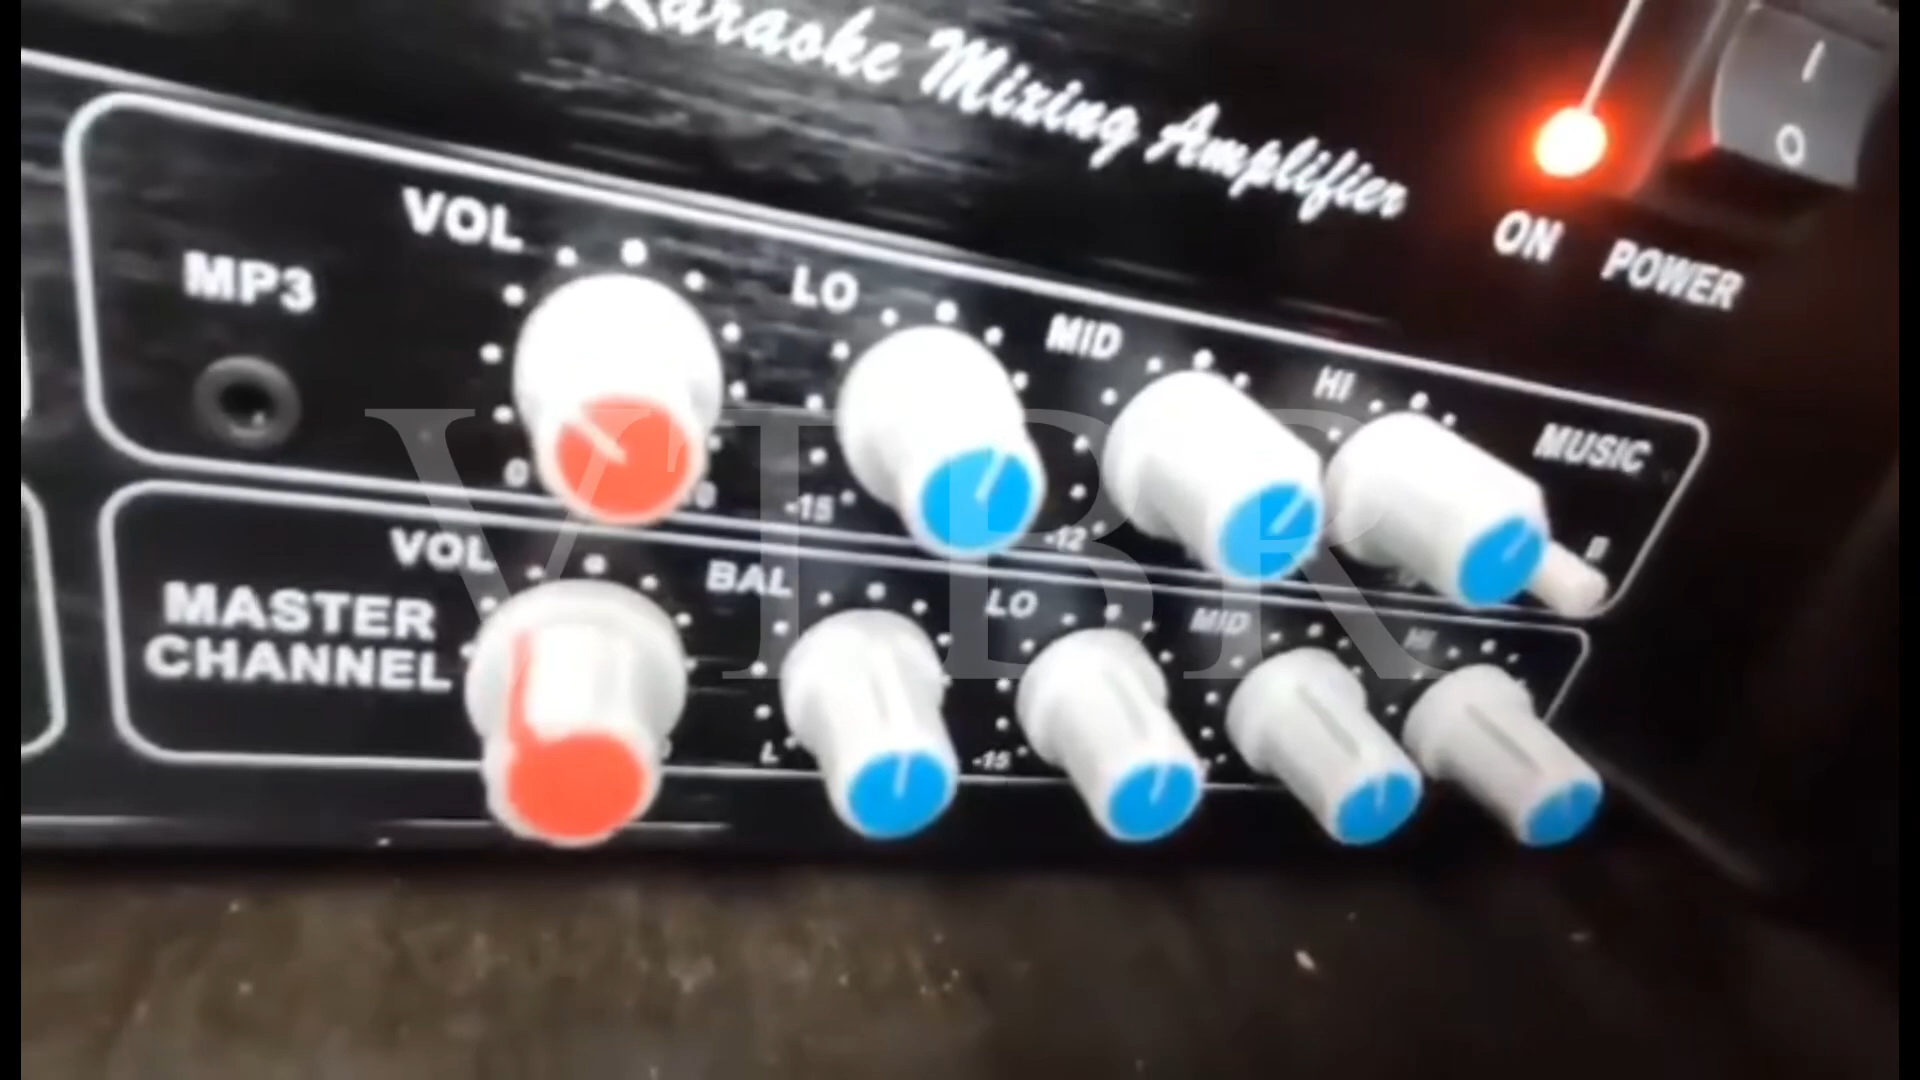 Karaoke Mixing Amplifier
I
O
ON POWER
VOL
MP3
LO
MID
HI
MUSIC
0
-15
-12
VOL
MASTER
CHANNEL
BAL
LO
MID
HI
L
-15
VTBR